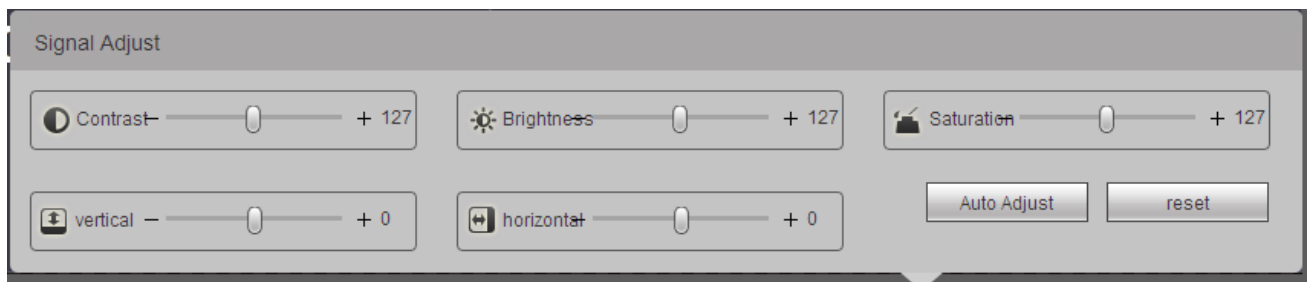 Signal Adjust
Contrast − + 127
Brightness − + 127
Saturation − + 127
vertical − + 0
horizontal − + 0
Auto Adjust
reset